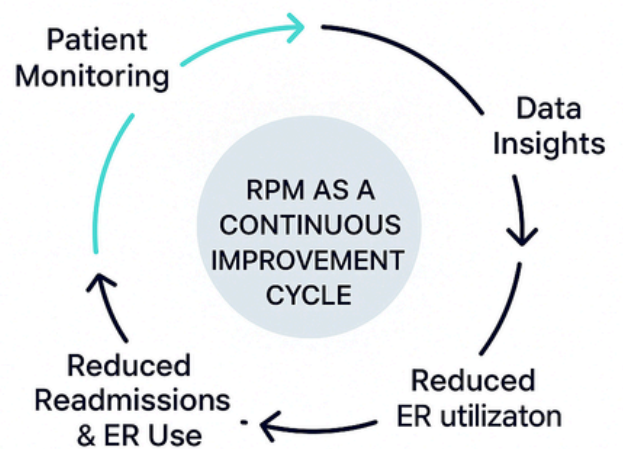 Patient
Monitoring
Data
Insights
RPM AS A
CONTINUOUS
IMPROVEMENT
CYCLE
Reduced
ER utilizaton
Reduced
Readmissions
& ER Use